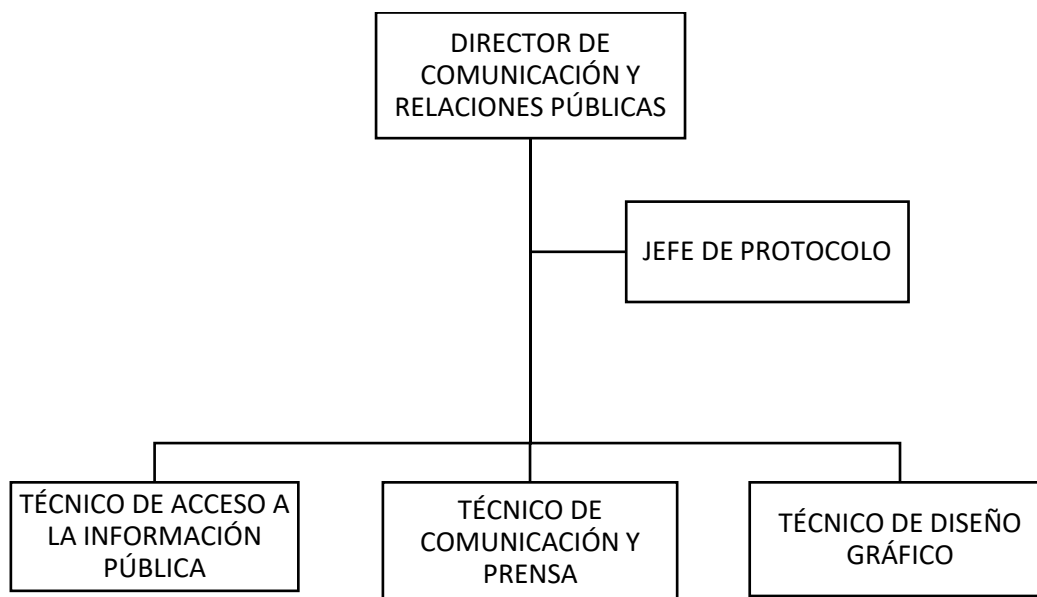 DIRECTOR DE
COMUNICACIÓN Y
RELACIONES PÚBLICAS
JEFE DE PROTOCOLO
TÉCNICO DE ACCESO A
LA INFORMACIÓN
PÚBLICA
TÉCNICO DE
COMUNICACIÓN Y
PRENSA
TÉCNICO DE DISEÑO
GRÁFICO